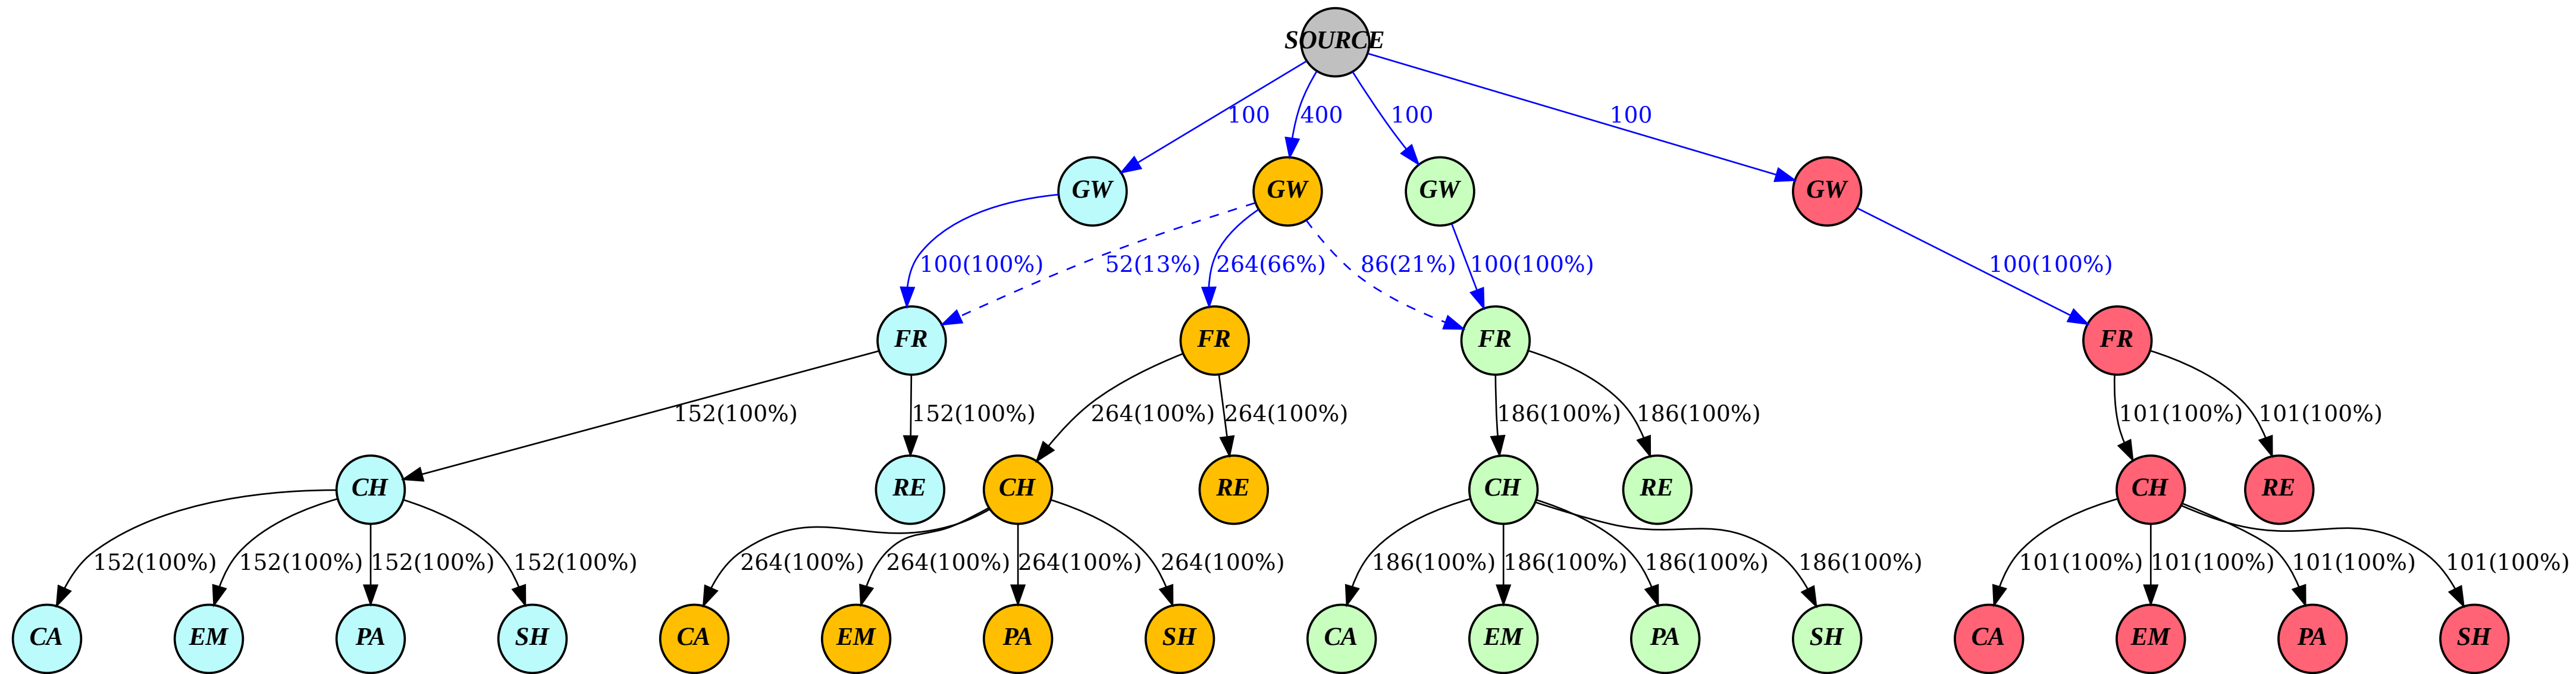 SOURCE
100
400
100
100
GW
GW
GW
GW
100(100%)
52(13%)
264(66%)
86(21%)
100(100%)
100(100%)
FR
FR
FR
FR
152(100%)
152(100%)
264(100%)
264(100%)
186(100%)
186(100%)
101(100%)
101(100%)
CH
RE
CH
RE
CH
RE
CH
RE
152(100%)
152(100%)
152(100%)
152(100%)
264(100%)
264(100%)
264(100%)
264(100%)
186(100%)
186(100%)
186(100%)
186(100%)
101(100%)
101(100%)
101(100%)
101(100%)
CA
EM
PA
SH
CA
EM
PA
SH
CA
EM
PA
SH
CA
EM
PA
SH